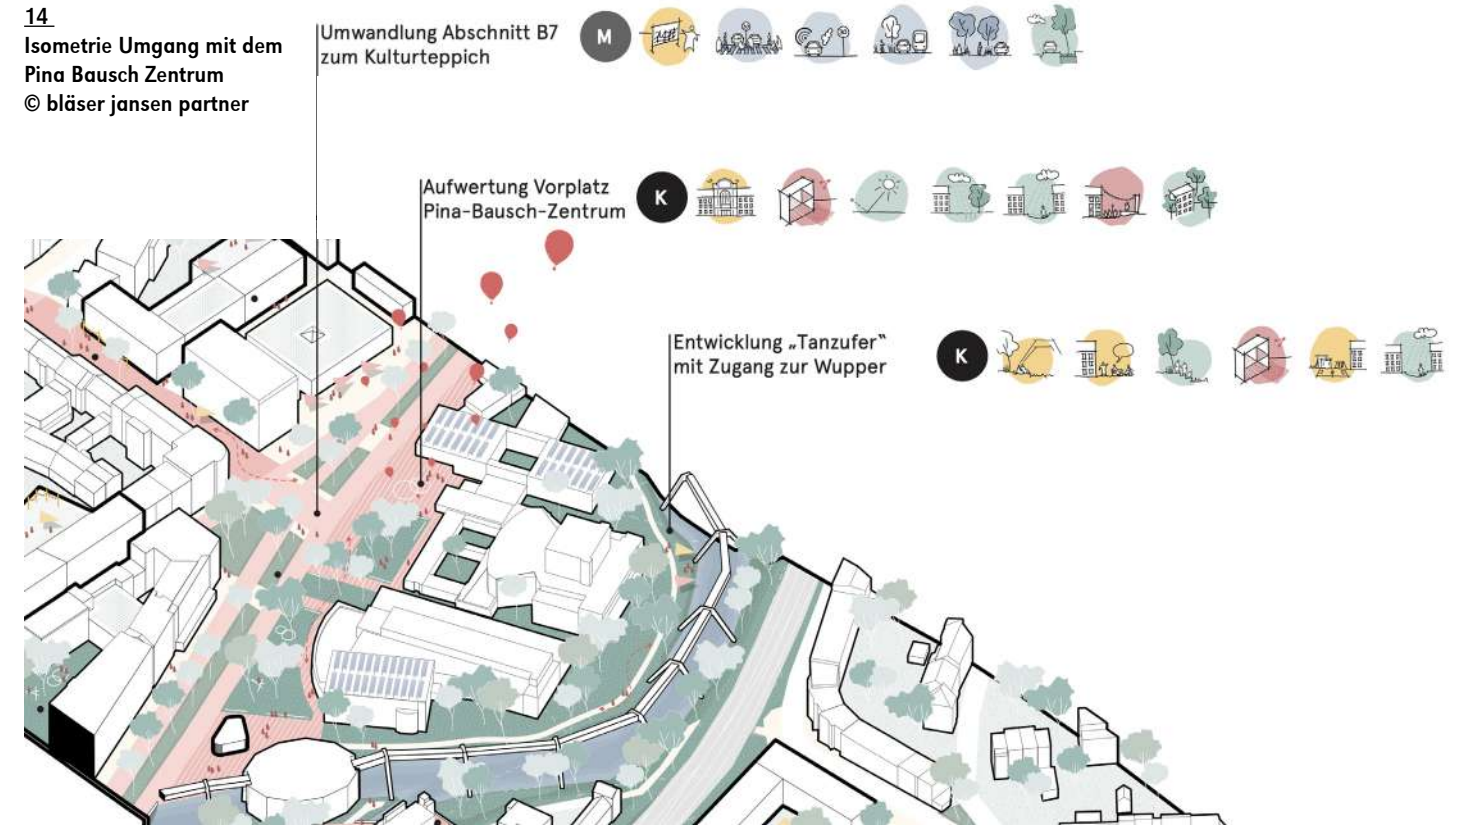 14
Isometrie Umgang mit dem
Pina Bausch Zentrum
© bläser jansen partner
Umwandlung Abschnitt B7
zum Kulturteppich
M
Aufwertung Vorplatz
Pina-Bausch-Zentrum
K
Entwicklung „Tanzufer“
mit Zugang zur Wupper
K